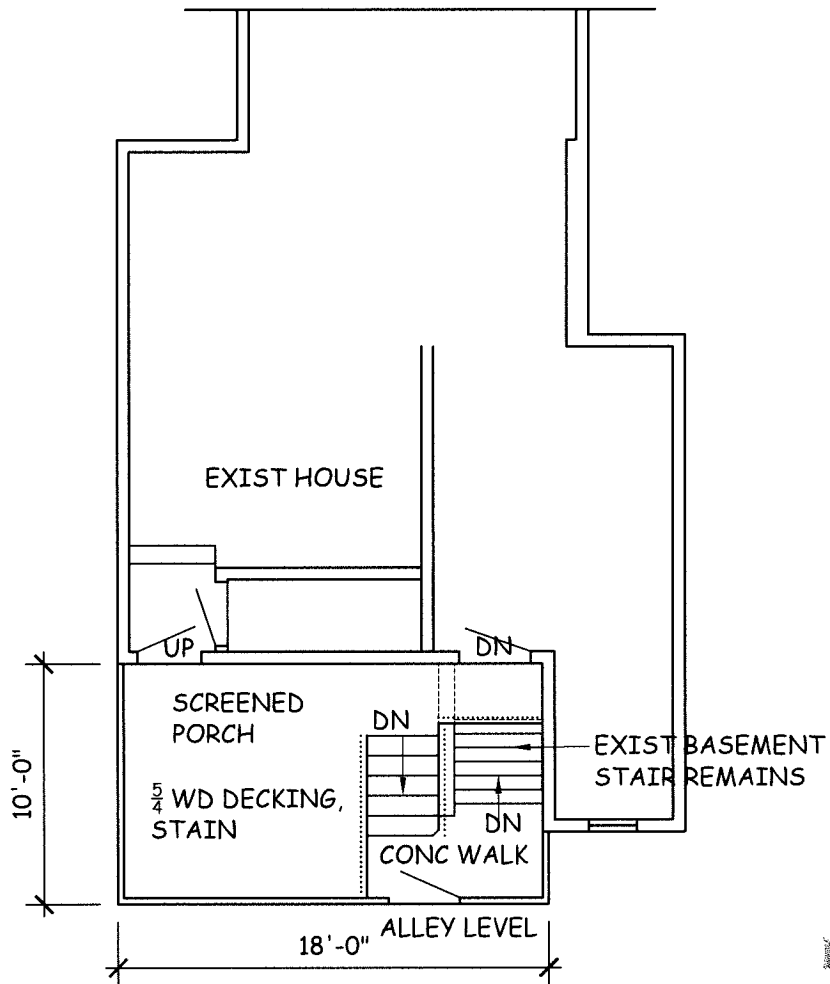 EXIST HOUSE
UP
DN
SCREENED
PORCH
DN
EXIST BASEMENT
STAIR REMAINS
5/4 WD DECKING,
STAIN
DN
CONC WALK
10'-0"
ALLEY LEVEL
18'-0"